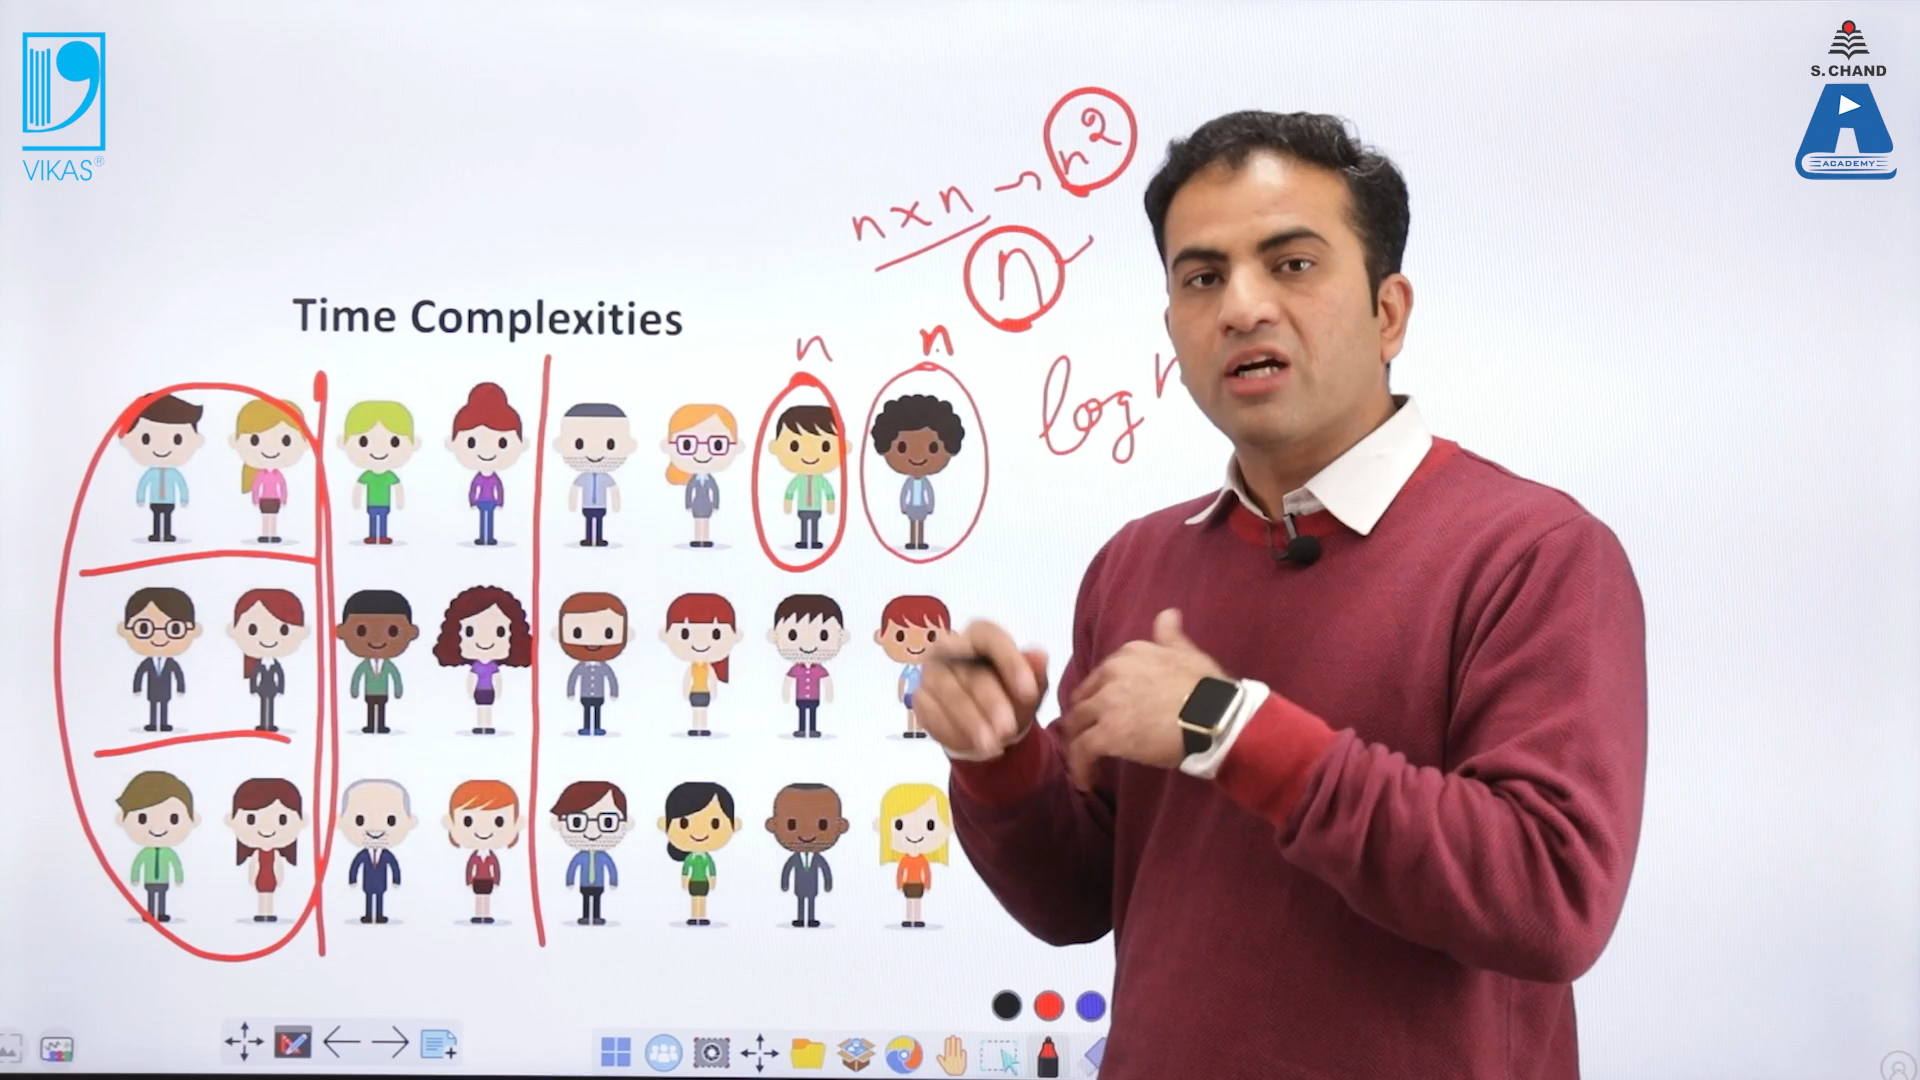 VIKAS®
S. CHAND
ACADEMY
n × n → n²
n
Time Complexities
n
n
log n